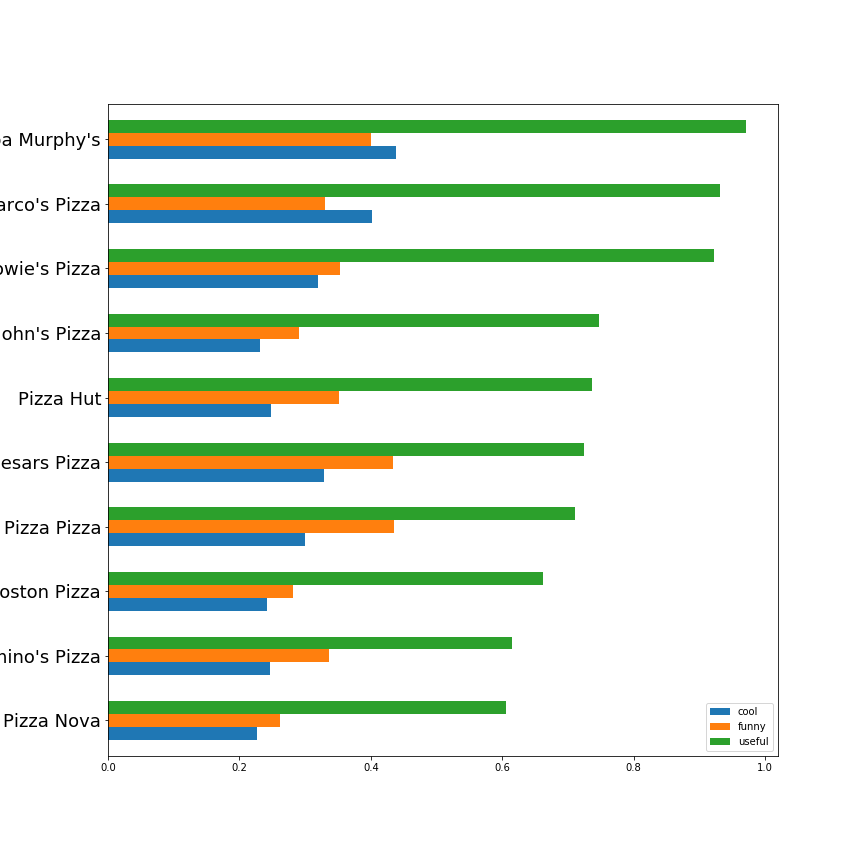 a Murphy's
arco's Pizza
owie's Pizza
ohn's Pizza
Pizza Hut
esars Pizza
Pizza Pizza
oston Pizza
nino's Pizza
Pizza Nova
cool
funny
useful
0.0 0.2 0.4 0.6 0.8 1.0